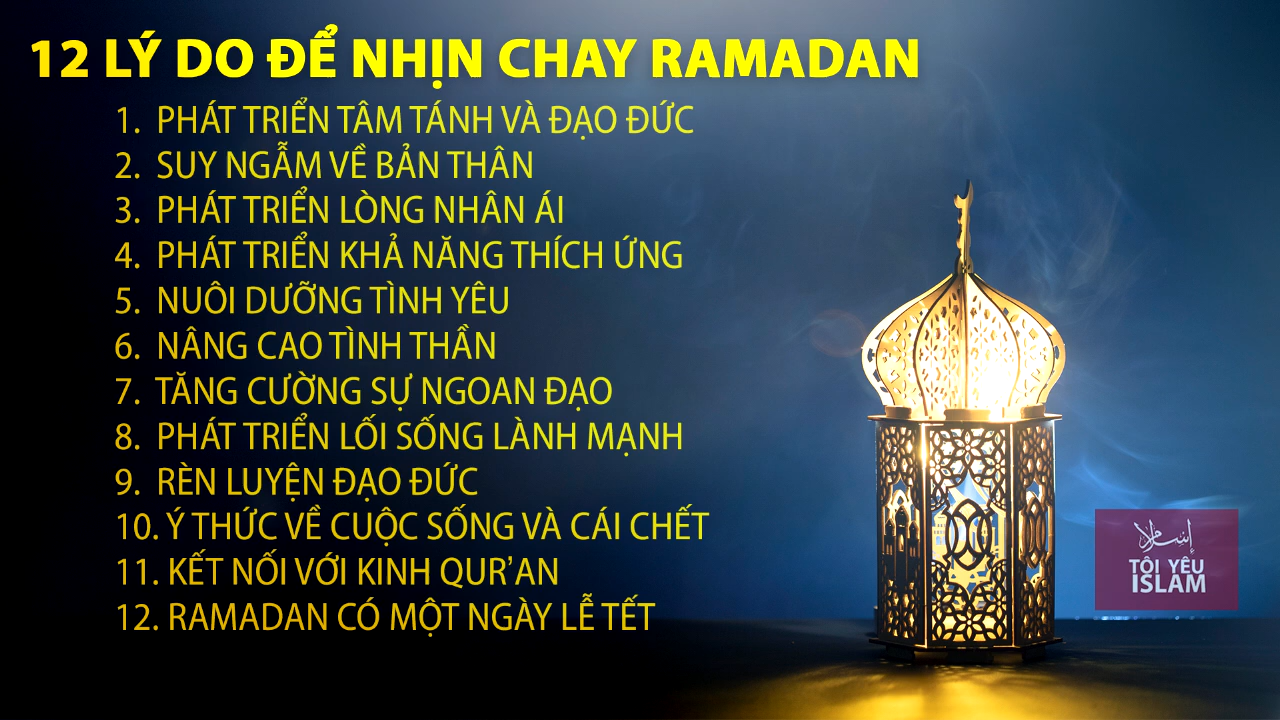 12 LÝ DO ĐỂ NHỊN CHAY RAMADAN
1. PHÁT TRIỂN TÂM TÁNH VÀ ĐẠO ĐỨC
2. SUY NGẪM VỀ BẢN THÂN
3. PHÁT TRIỂN LÒNG NHÂN ÁI
4. PHÁT TRIỂN KHẢ NĂNG THÍCH ỨNG
5. NUÔI DƯỠNG TÌNH YÊU
6. NÂNG CAO TÌNH THẦN
7. TĂNG CƯỜNG SỰ NGOAN ĐẠO
8. PHÁT TRIỂN LỐI SỐNG LÀNH MẠNH
9. RÈN LUYỆN ĐẠO ĐỨC
10. Ý THỨC VỀ CUỘC SỐNG VÀ CÁI CHẾT
11. KẾT NỐI VỚI KINH QUR’AN
12. RAMADAN CÓ MỘT NGÀY LỄ TẾT
إسلام
TÔI YÊU
ISLAM